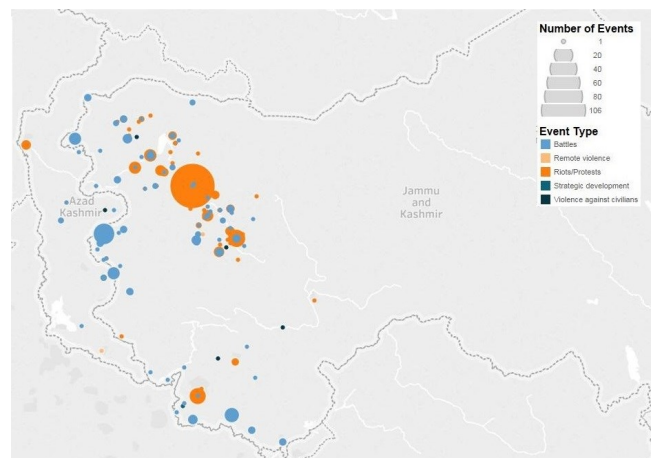 Number of Events
1
20
40
60
80
106
Event Type
Battles
Remote violence
Riots/Protests
Strategic development
Violence against civilians
Azad
Kashmir
Jammu
and
Kashmir